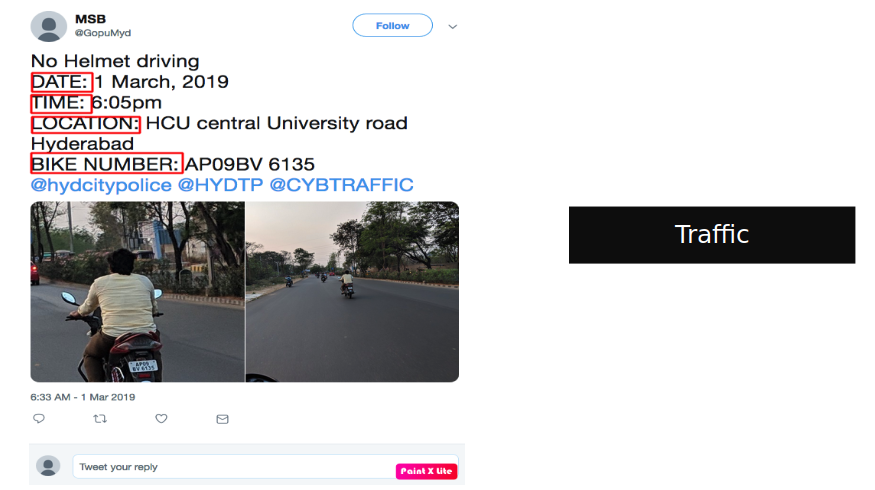 MSB
@GopuMyd
Follow
No Helmet driving
DATE: 1 March, 2019
TIME: 6:05pm
LOCATION: HCU central University road
Hyderabad
BIKE NUMBER: AP09BV 6135
@hydcitypolice @HYDTP @CYBTRAFFIC
AP09
BV 6135
6:33 AM - 1 Mar 2019
Tweet your reply
Paint X Lite
Traffic